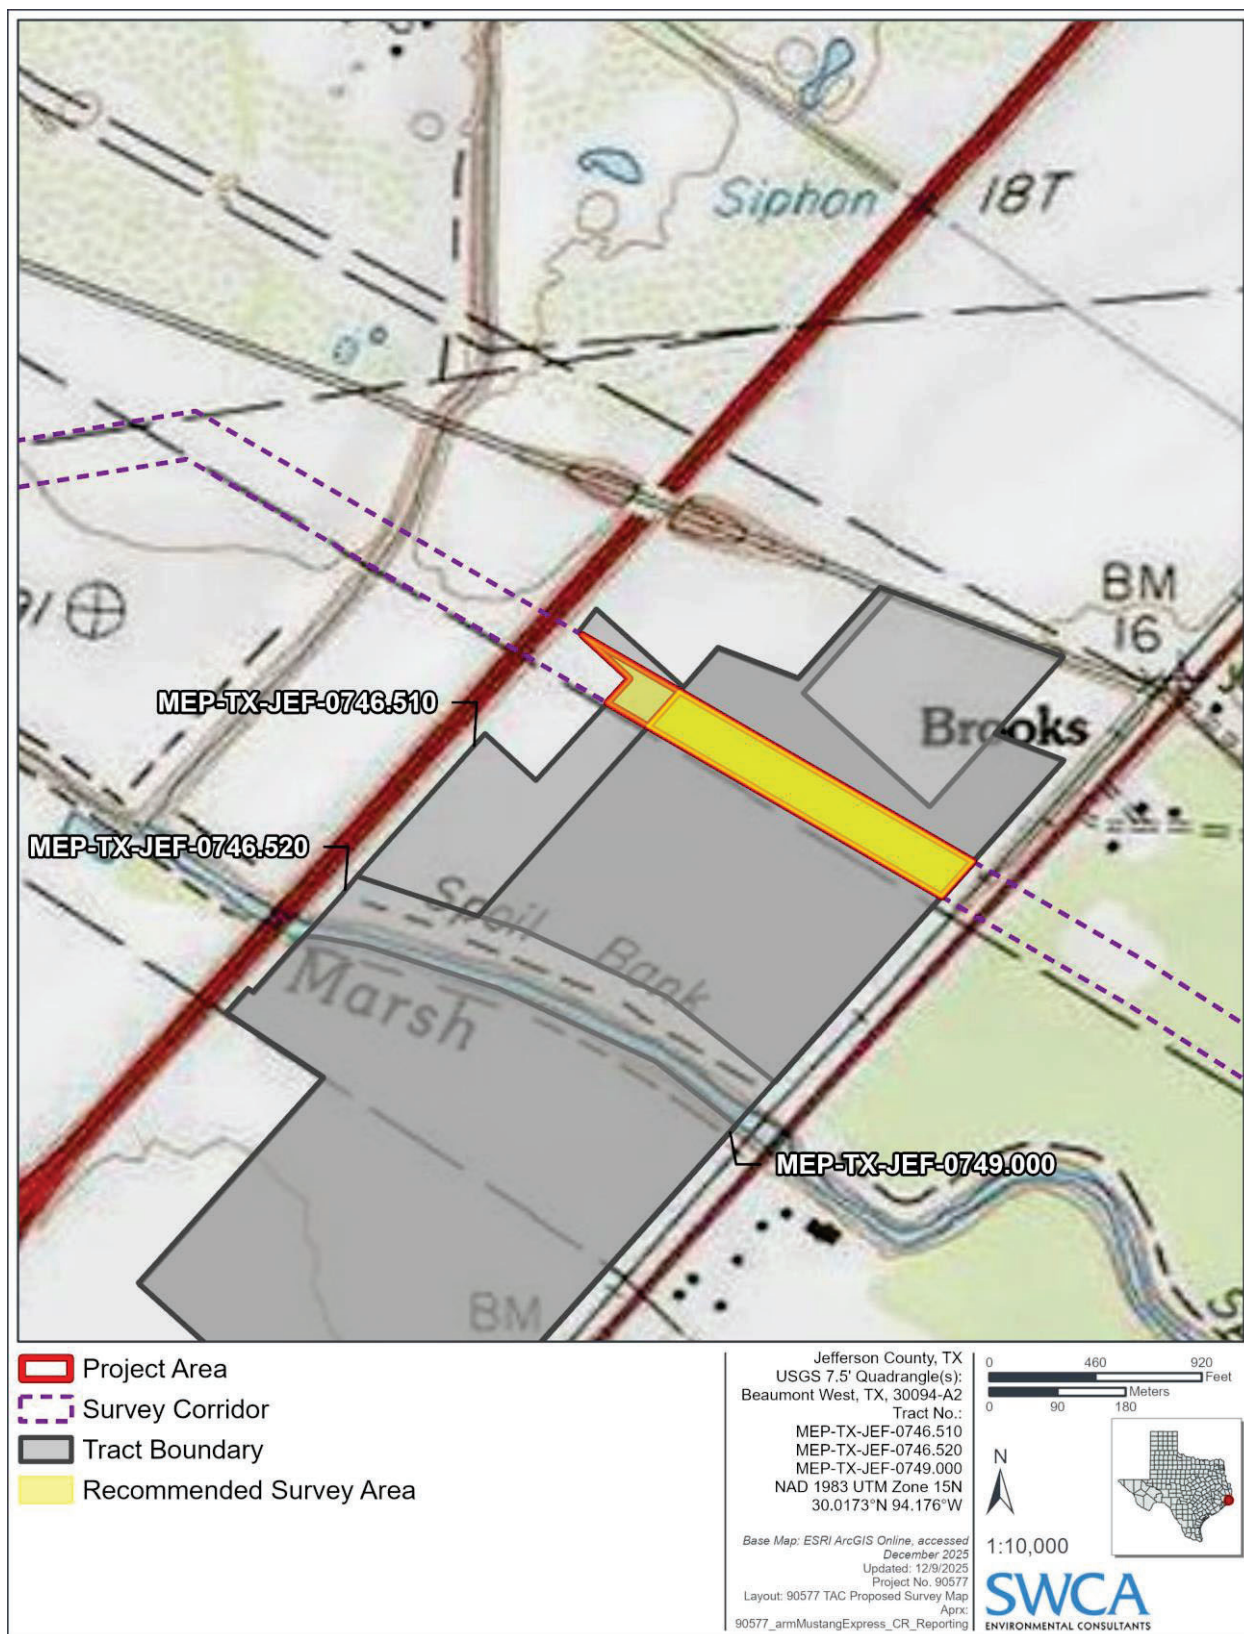 Siphon
18T
91
BM
16
MEP-TX-JEF-0746.510
Brooks
MEP-TX-JEF-0746.520
Spoil Bank
Marsh
MEP-TX-JEF-0749.000
BM
Project Area
Survey Corridor
Tract Boundary
Recommended Survey Area
Jefferson County, TX
USGS 7.5' Quadrangle(s):
Beaumont West, TX, 30094-A2
Tract No.:
MEP-TX-JEF-0746.510
MEP-TX-JEF-0746.520
MEP-TX-JEF-0749.000
NAD 1983 UTM Zone 15N
30.0173°N 94.176°W
Base Map: ESRI ArcGIS Online, accessed
December 2025
Updated: 12/9/2025
Project No. 90577
Layout: 90577 TAC Proposed Survey Map
Aprx:
90577_armMustangExpress_CR_Reporting
0 460 920
Feet
Meters
0 90 180
N
1:10,000
SWCA
ENVIRONMENTAL CONSULTANTS